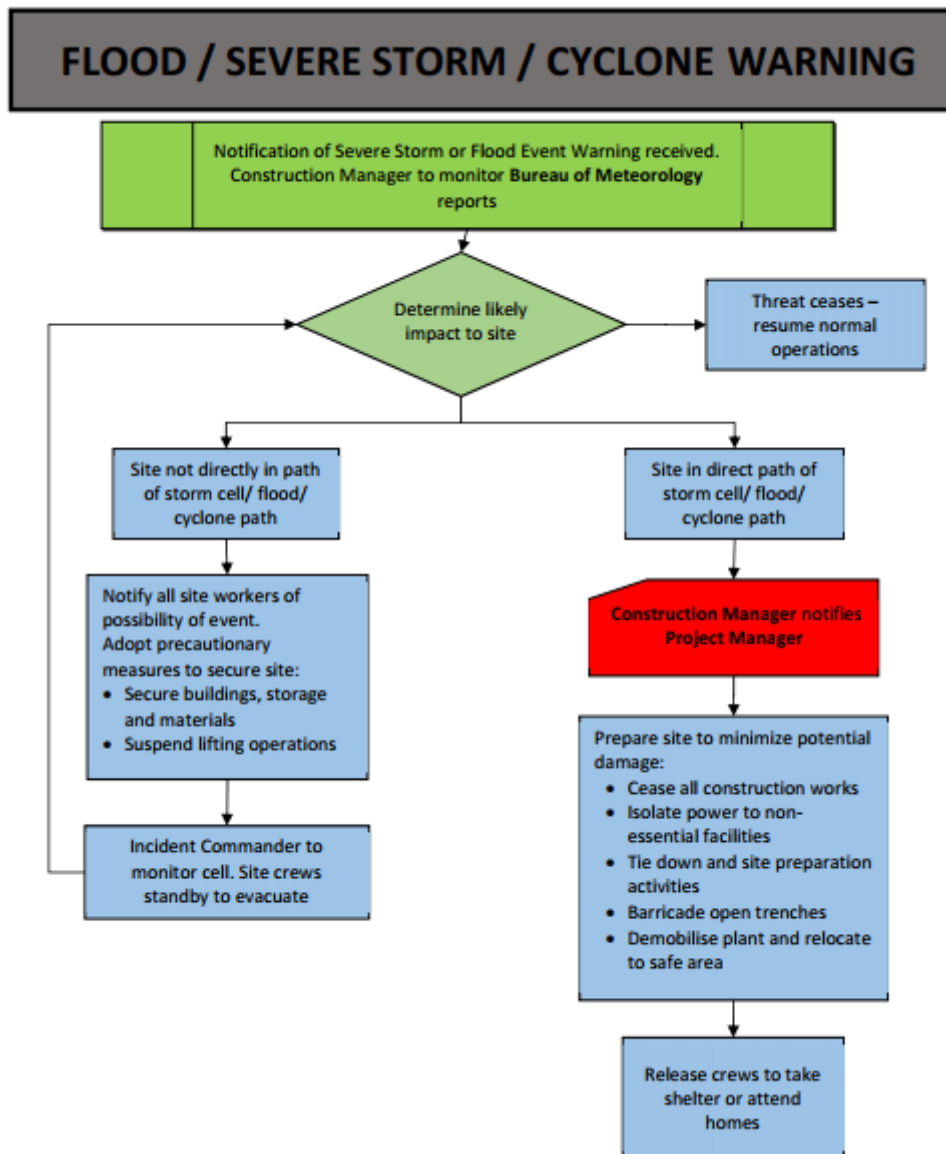 FLOOD / SEVERE STORM / CYCLONE WARNING
Notification of Severe Storm or Flood Event Warning received.
Construction Manager to monitor Bureau of Meteorology
reports
Determine likely
impact to site
Threat ceases –
resume normal
operations
Site not directly in path
of storm cell/ flood/
cyclone path
Site in direct path of
storm cell/ flood/
cyclone path
Notify all site workers of
possibility of event.
Adopt precautionary
measures to secure site:
• Secure buildings, storage
and materials
• Suspend lifting operations
Construction Manager notifies
Project Manager
Incident Commander to
monitor cell. Site crews
standby to evacuate
Prepare site to minimize potential
damage:
• Cease all construction works
• Isolate power to non-
essential facilities
• Tie down and site preparation
activities
• Barricade open trenches
• Demobilise plant and relocate
to safe area
Release crews to take
shelter or attend
homes